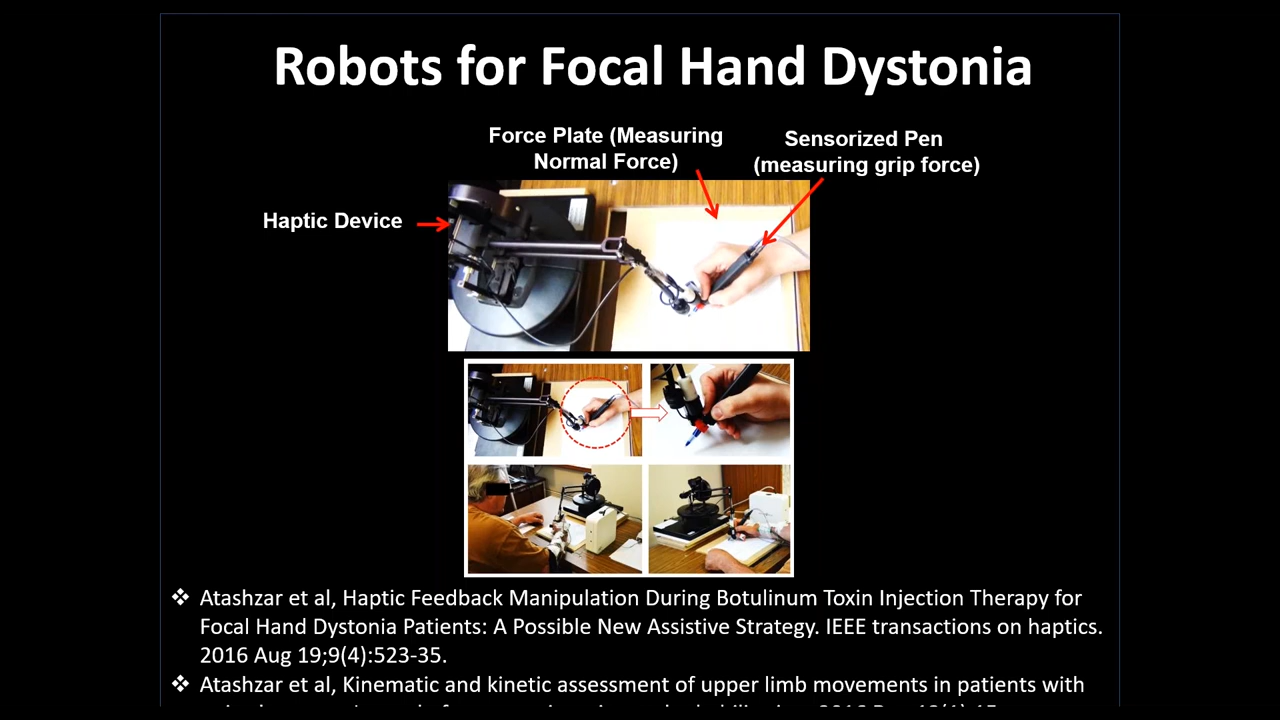 Robots for Focal Hand Dystonia
Force Plate (Measuring
Normal Force)
Sensorized Pen
(measuring grip force)
Haptic Device
❖ Atashzar et al, Haptic Feedback Manipulation During Botulinum Toxin Injection Therapy for
Focal Hand Dystonia Patients: A Possible New Assistive Strategy. IEEE transactions on haptics.
2016 Aug 19;9(4):523-35.
❖ Atashzar et al, Kinematic and kinetic assessment of upper limb movements in patients with